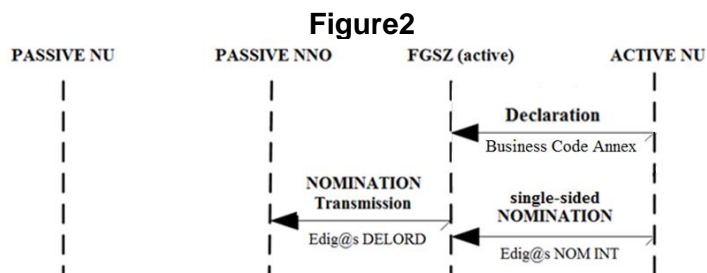 Figure2
PASSIVE NU PASSIVE NNO FGSZ (active) ACTIVE NU
Declaration
Business Code Annex
NOMINATION
Transmission
Edig@s DELORD
single-sided
NOMINATION
Edig@s NOM INT